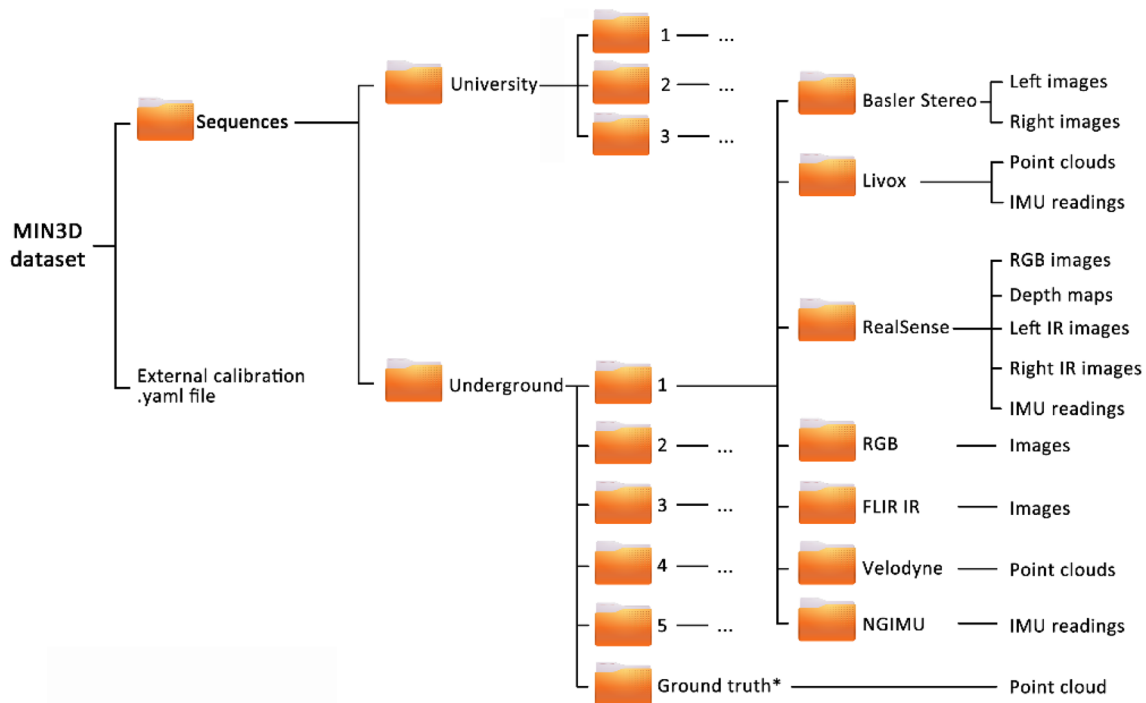 MIN3D
dataset
Sequences
External calibration
.yaml file
University
1
...
2
...
3
...
Underground
1
2
...
3
...
4
...
5
...
Ground truth*
Point cloud
Basler Stereo
Left images
Right images
Livox
Point clouds
IMU readings
RealSense
RGB images
Depth maps
Left IR images
Right IR images
IMU readings
RGB
Images
FLIR IR
Images
Velodyne
Point clouds
NGIMU
IMU readings